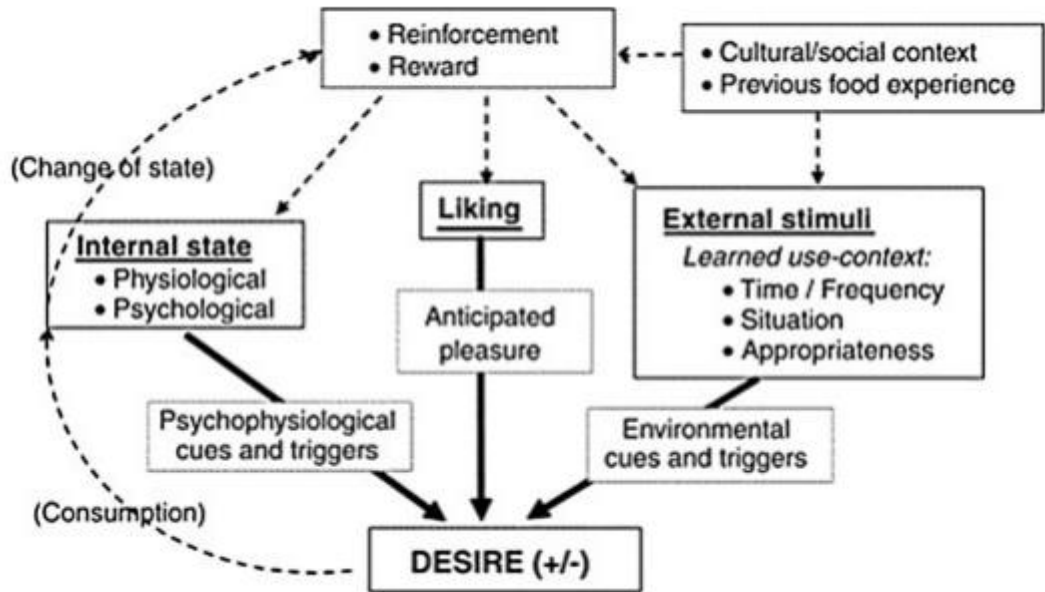 • Reinforcement
• Reward
• Cultural/social context
• Previous food experience
(Change of state)
Liking
Internal state
• Physiological
• Psychological
External stimuli
Learned use-context:
• Time / Frequency
• Situation
• Appropriateness
Anticipated
pleasure
Psychophysiological
cues and triggers
Environmental
cues and triggers
(Consumption)
DESIRE (+/-)